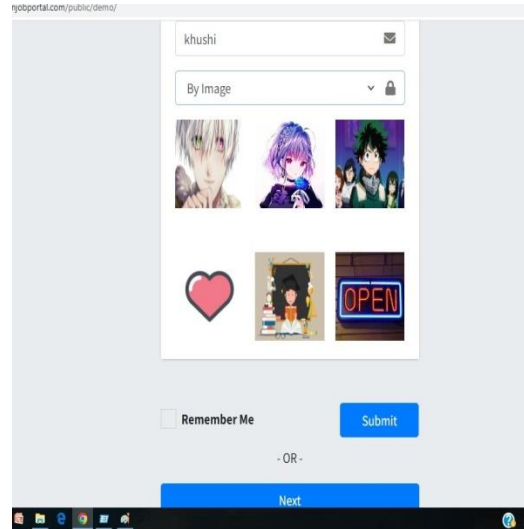 njobportal.com/public/demo/
khushi
By Image
OPEN
Remember Me
Submit
- OR -
Next